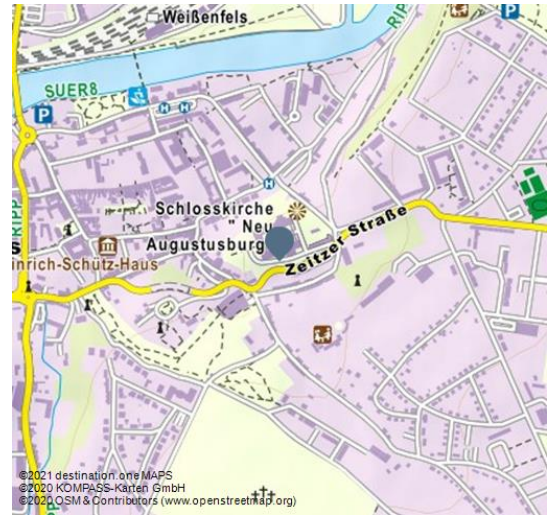 Weißenfels
RIPP
P
SUER8
P
H H
H
Schlosskirche
" Neu
Augustusburg
Zeitzer Straße
RIPP
S
inrich-Schütz-Haus
©2021 destination.one MAPS
©2020 KOMPASS-Karten GmbH
©2020 OSM & Contributors (www.openstreetmap.org)